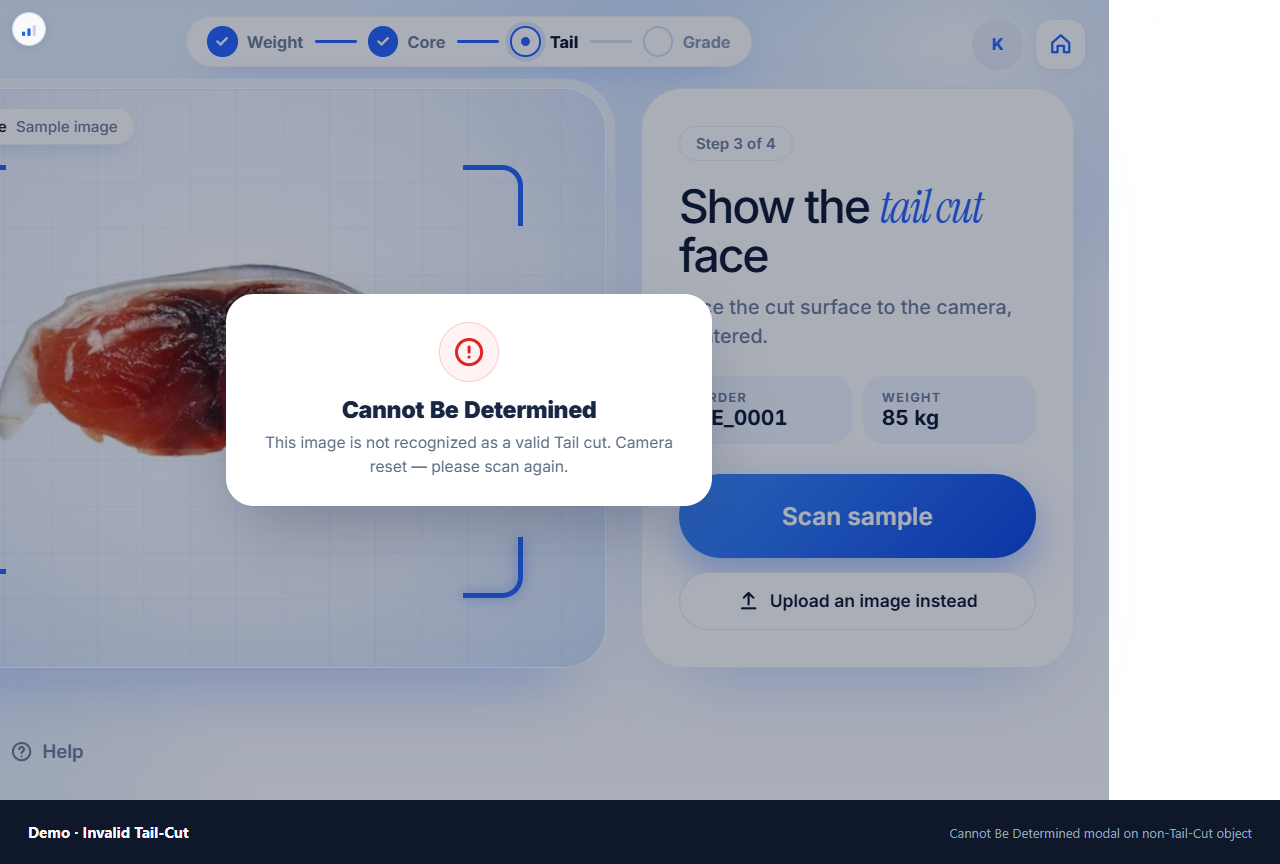 Weight
Core
Tail
Grade
K
Sample image
Step 3 of 4
Show the tail cut
face
the cut surface to the camera,
85 kg
WEIGHT
E_0001
Cannot Be Determined
This image is not recognized as a valid Tail cut. Camera
reset — please scan again.
Scan sample
Upload an image instead
Help
Demo · Invalid Tail-Cut
Cannot Be Determined modal on non-Tail-Cut object